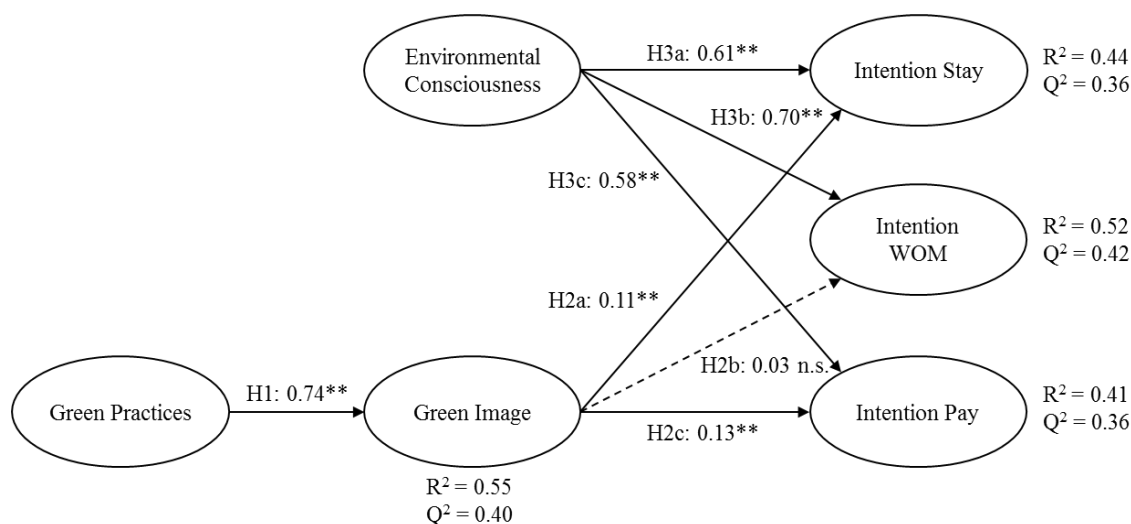 Environmental
Consciousness
H3a: 0.61**
Intention Stay
R² = 0.44
Q² = 0.36
H3b: 0.70**
H3c: 0.58**
Intention
WOM
R² = 0.52
Q² = 0.42
H2a: 0.11**
H2b: 0.03 n.s.
Green Practices
H1: 0.74**
Green Image
H2c: 0.13**
Intention Pay
R² = 0.41
Q² = 0.36
R² = 0.55
Q² = 0.40